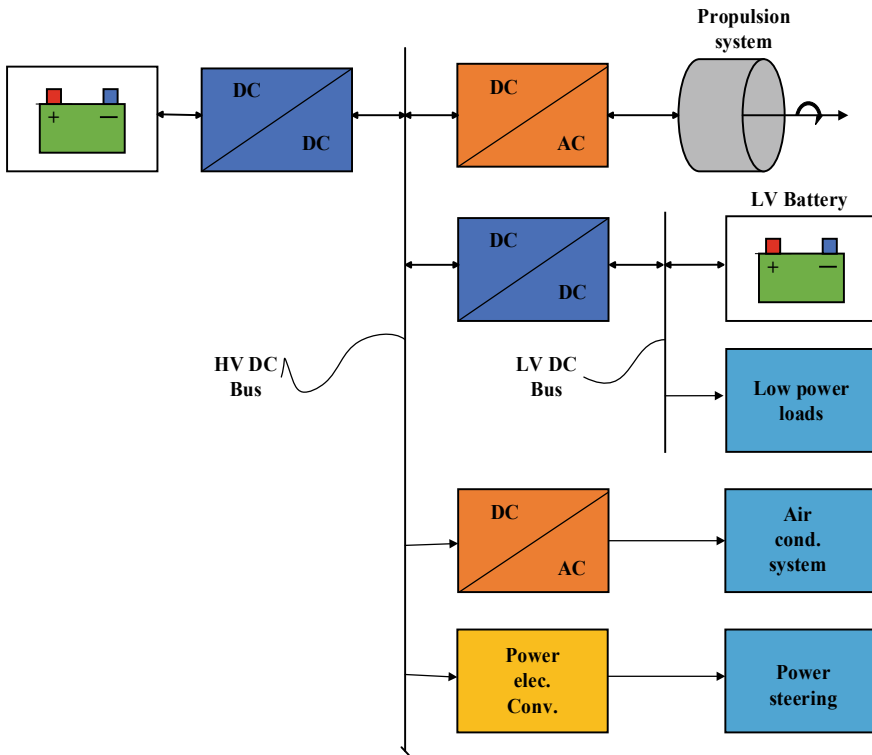 Propulsion
system
DC
DC
DC
AC
+
—
LV Battery
DC
DC
+
—
HV DC
Bus
LV DC
Bus
Low power
loads
DC
AC
Air
cond.
system
Power
elec.
Conv.
Power
steering